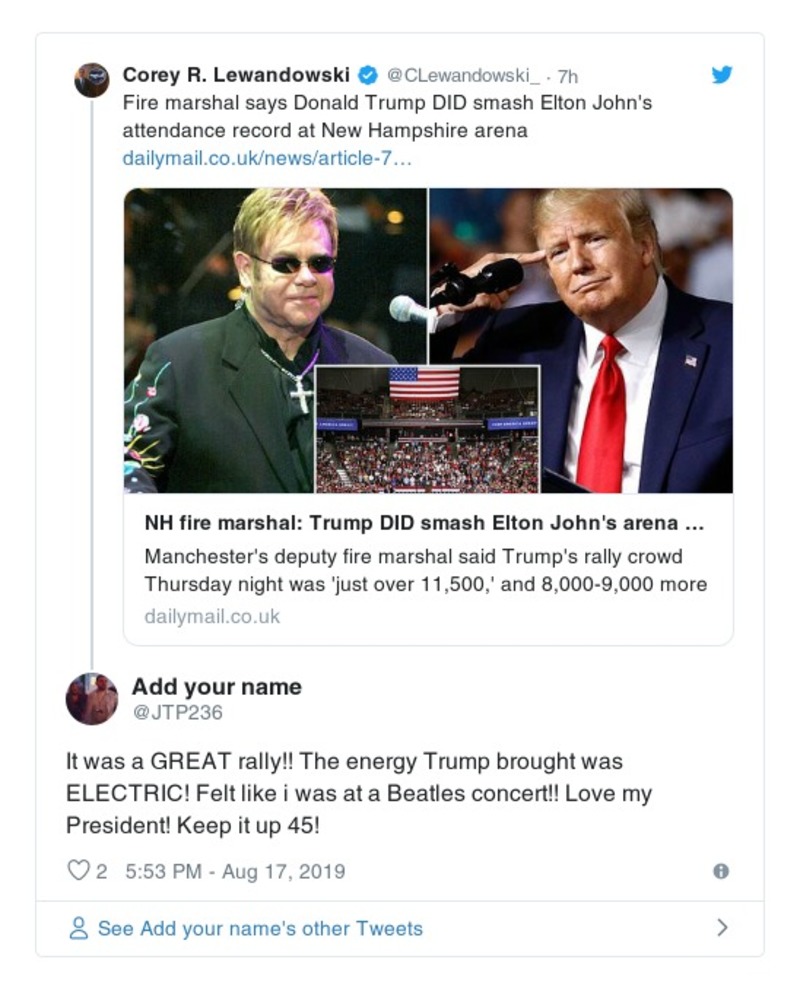 Corey R. Lewandowski @CLewandowski_ · 7h
Fire marshal says Donald Trump DID smash Elton John's
attendance record at New Hampshire arena
dailymail.co.uk/news/article-7…
NH fire marshal: Trump DID smash Elton John's arena ...
Manchester's deputy fire marshal said Trump's rally crowd
Thursday night was 'just over 11,500,' and 8,000-9,000 more
dailymail.co.uk
Add your name
@JTP236
It was a GREAT rally!! The energy Trump brought was
ELECTRIC! Felt like i was at a Beatles concert!! Love my
President! Keep it up 45!
2 5:53 PM - Aug 17, 2019
See Add your name's other Tweets